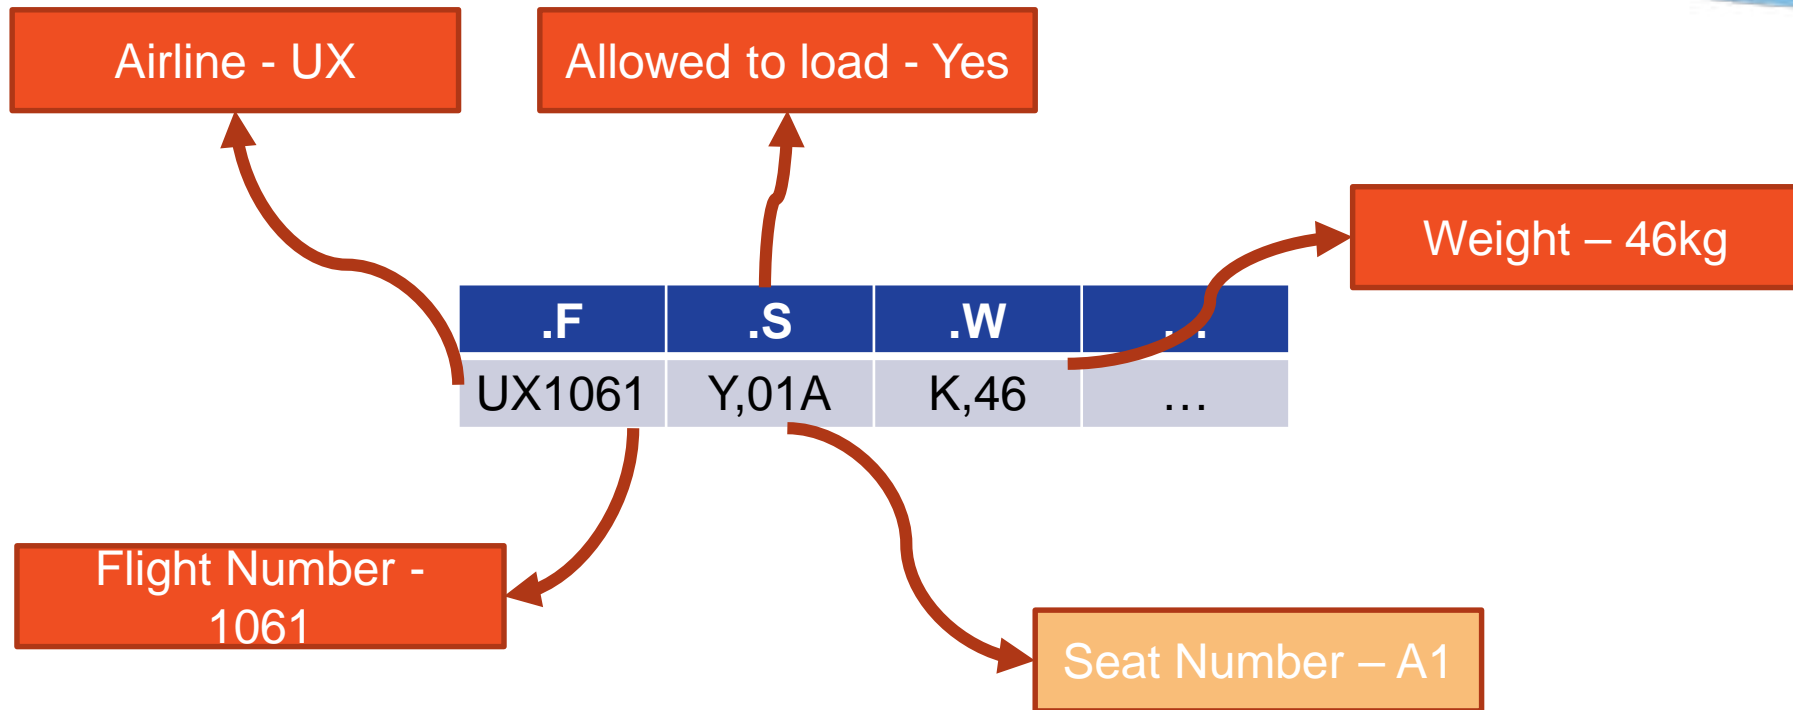 Airline - UX
Allowed to load - Yes
Weight – 46kg
.F .S .W ...
UX1061 Y,01A K,46 …
Flight Number -
1061
Seat Number – A1